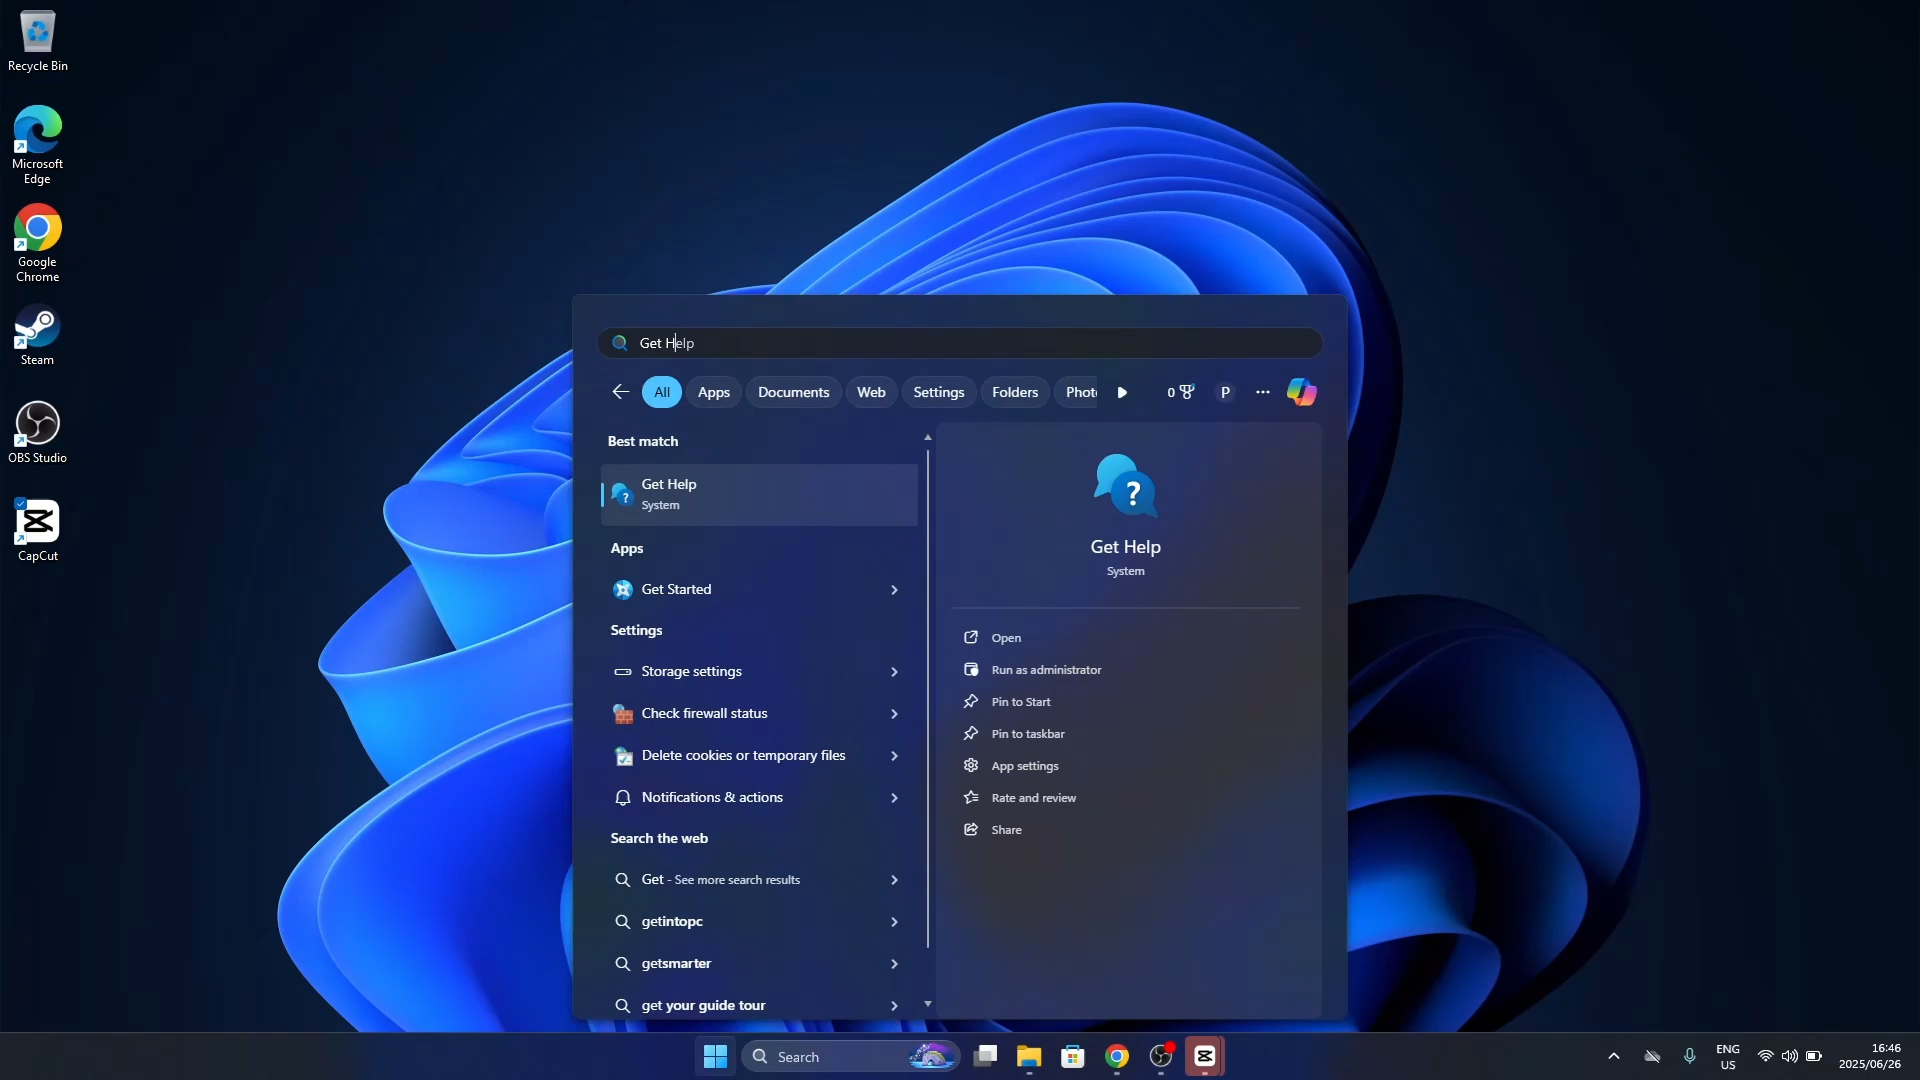 Recycle Bin
Microsoft
Edge
Google
Chrome
Steam
OBS Studio
CapCut
Get Help
All
Apps
Documents
Web
Settings
Folders
Phot
0
P
Best match
Get Help
System
Apps
Get Started
Settings
Storage settings
Check firewall status
Delete cookies or temporary files
Notifications & actions
Search the web
Get - See more search results
getintopc
getsmarter
get your guide tour
Get Help
System
Open
Run as administrator
Pin to Start
Pin to taskbar
App settings
Rate and review
Share
Search
ENG
US
16:46
2025/06/26